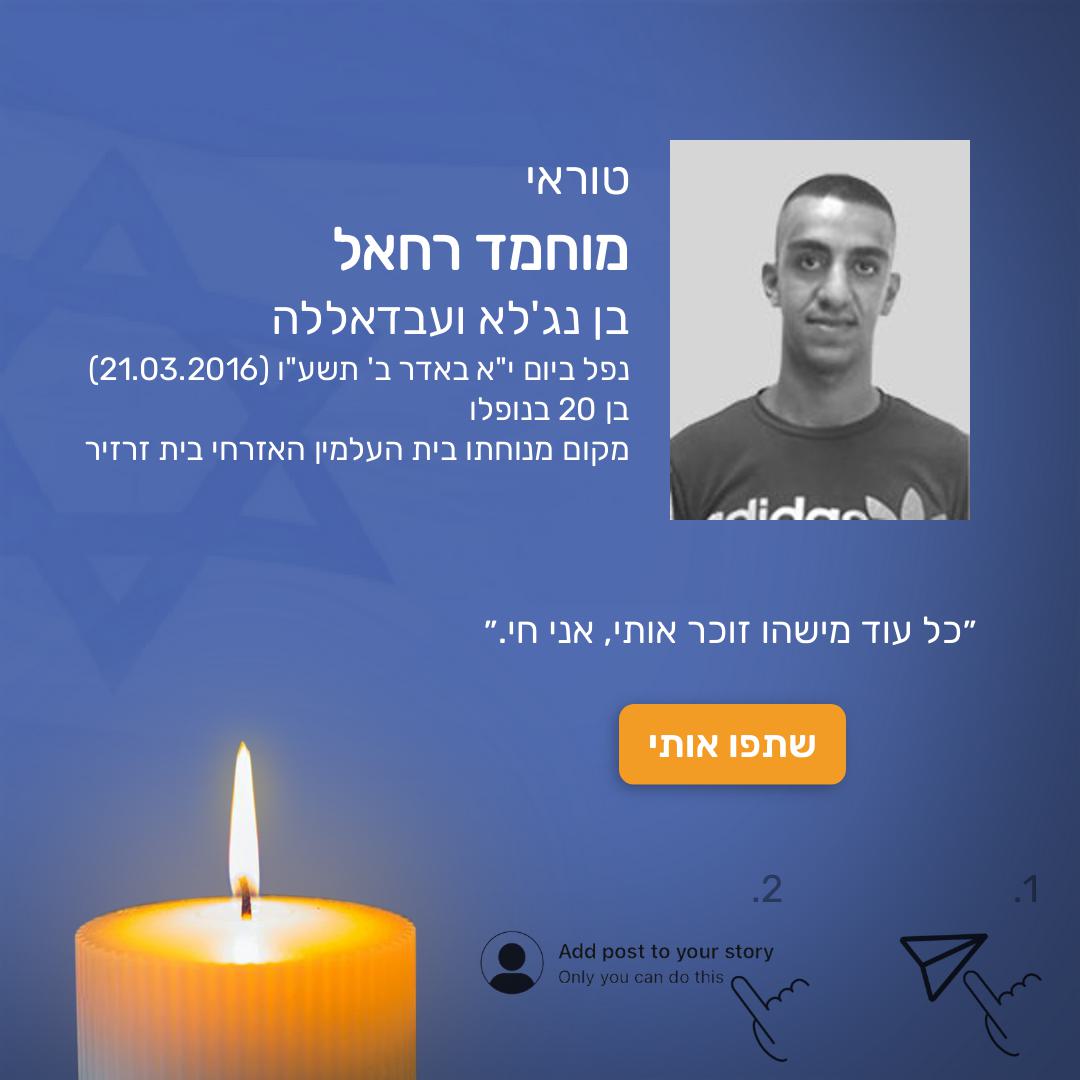 טוראי
מוחמד רחאל
בן נג'לא ועבדאללה
נפל ביום י"א באדר ב' תשע"ו (21.03.2016)
בן 20 בנופלו
מקום מנוחתו בית העלמין האזרחי בית זרזיר
adidas
״כל עוד מישהו זוכר אותי, אני חי.״
שתפו אותי
1.
2.
Add post to your story
Only you can do this